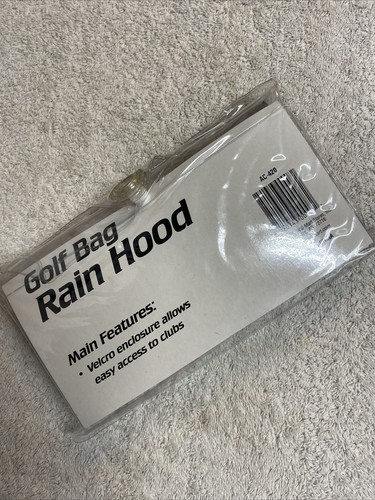 Golf Bag
Rain Hood
Main Features:
• Velcro enclosure allows
easy access to clubs
AC-420